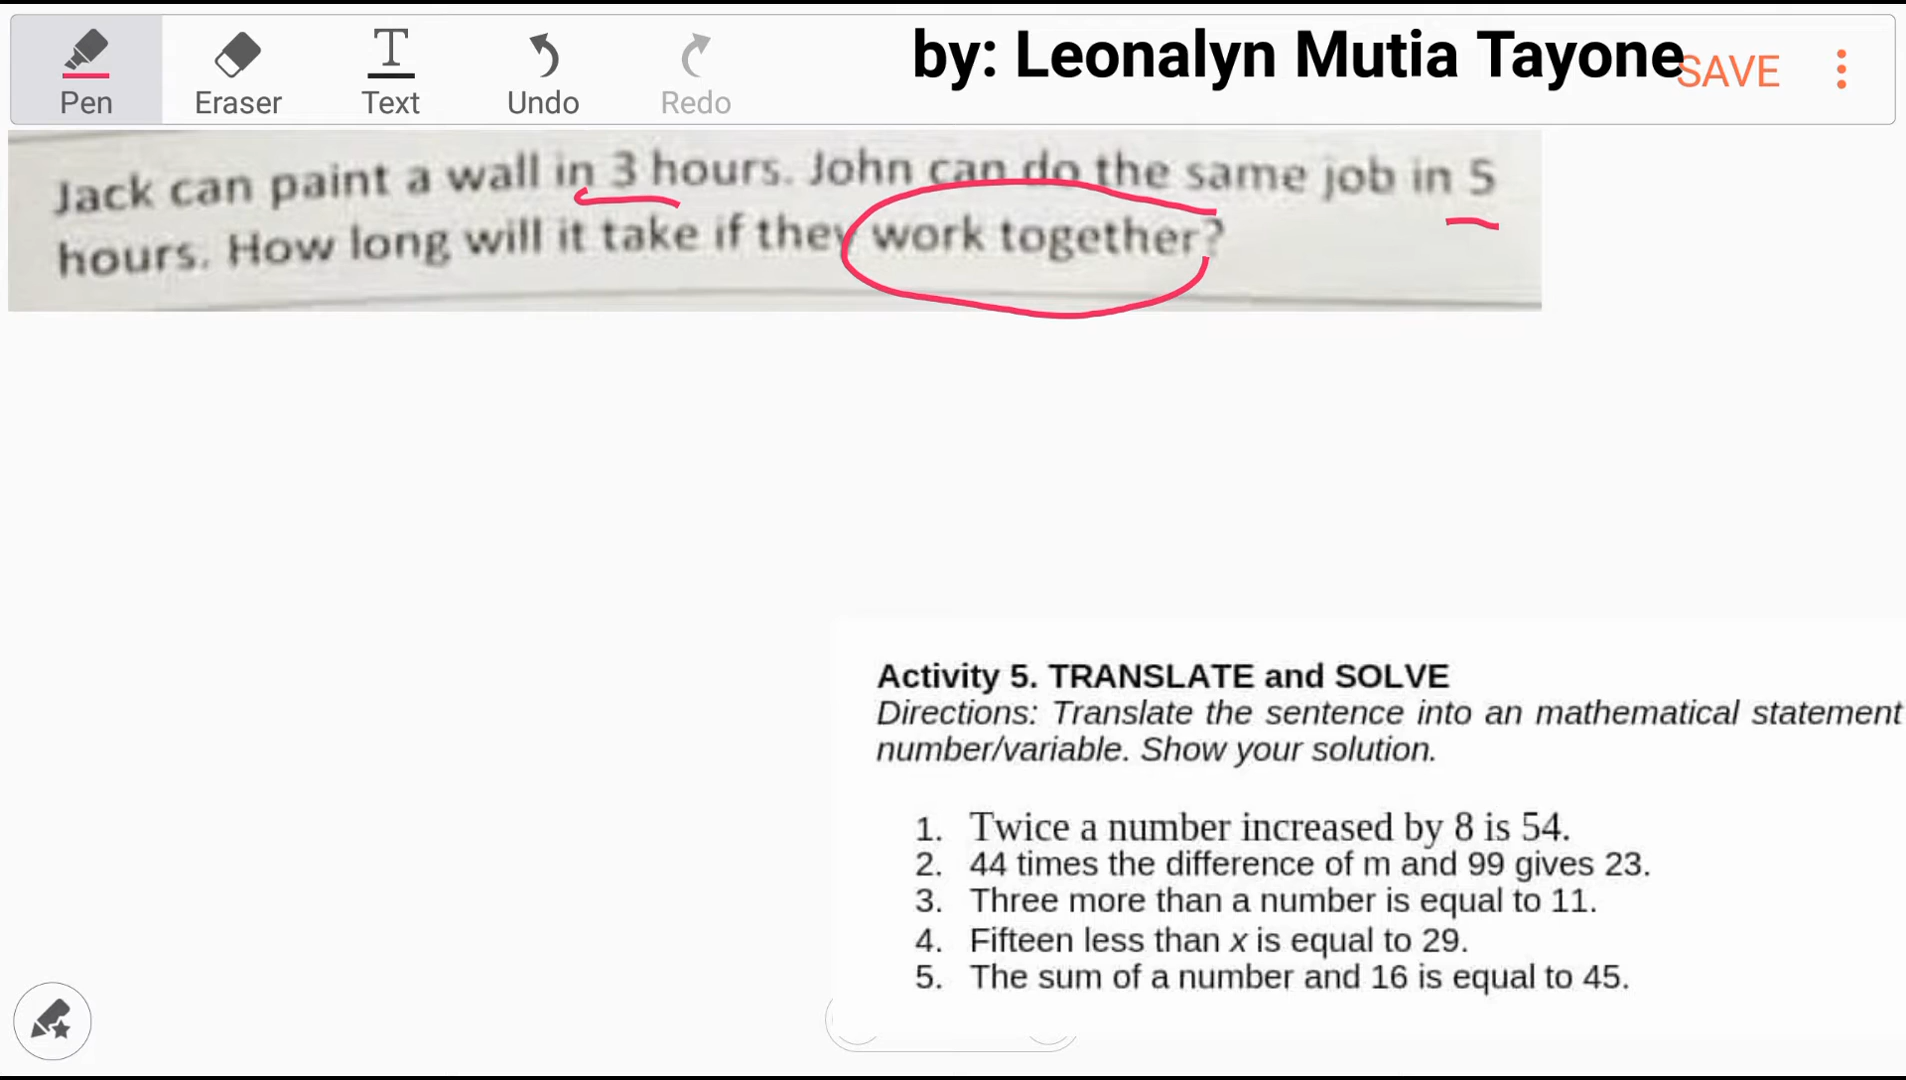 Pen
Eraser
Text
Undo
Redo
by: Leonalyn Mutia Tayone
SAVE
Jack can paint a wall in 3 hours. John can do the same job in 5
hours. How long will it take if they work together?
Activity 5. TRANSLATE and SOLVE
Directions: Translate the sentence into an mathematical statement
number/variable. Show your solution.
1. Twice a number increased by 8 is 54.
2. 44 times the difference of m and 99 gives 23.
3. Three more than a number is equal to 11.
4. Fifteen less than x is equal to 29.
5. The sum of a number and 16 is equal to 45.